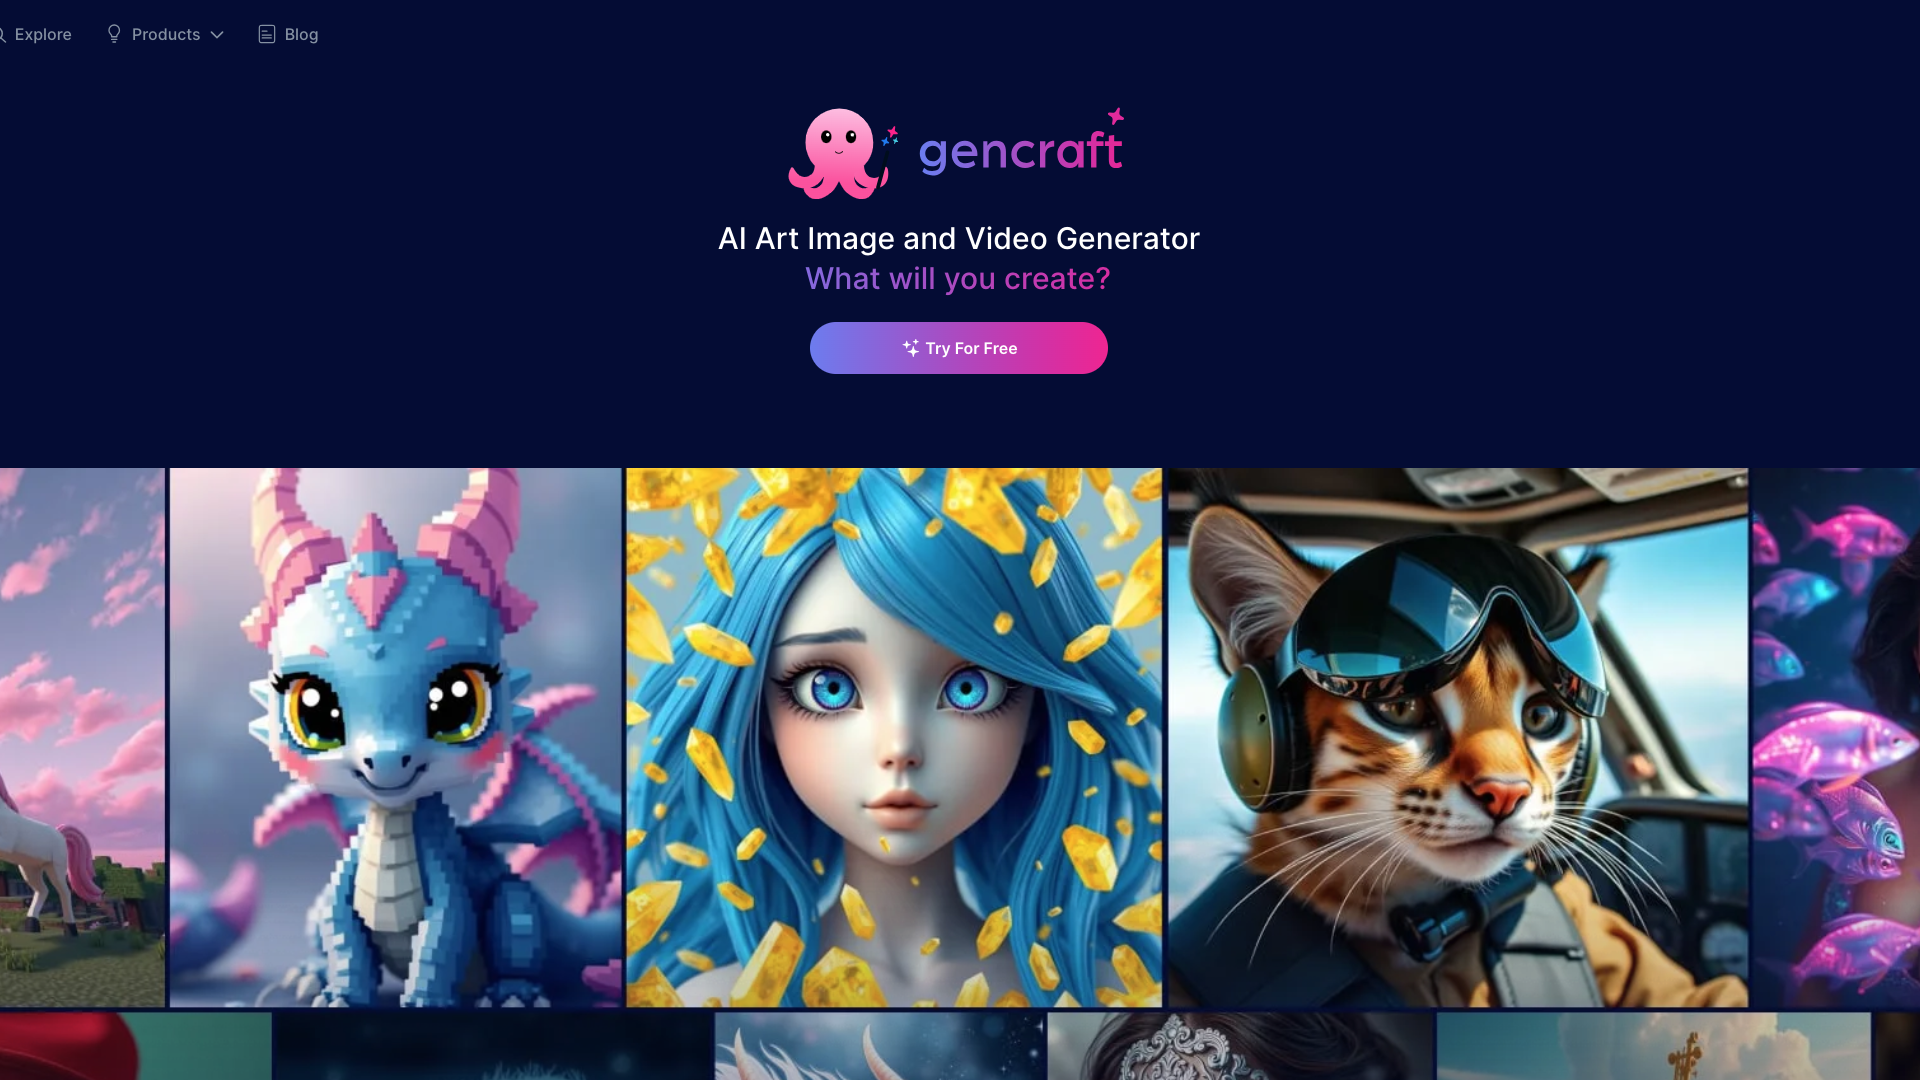 Explore
Products
Blog
gencraft
AI Art Image and Video Generator
What will you create?
Try For Free